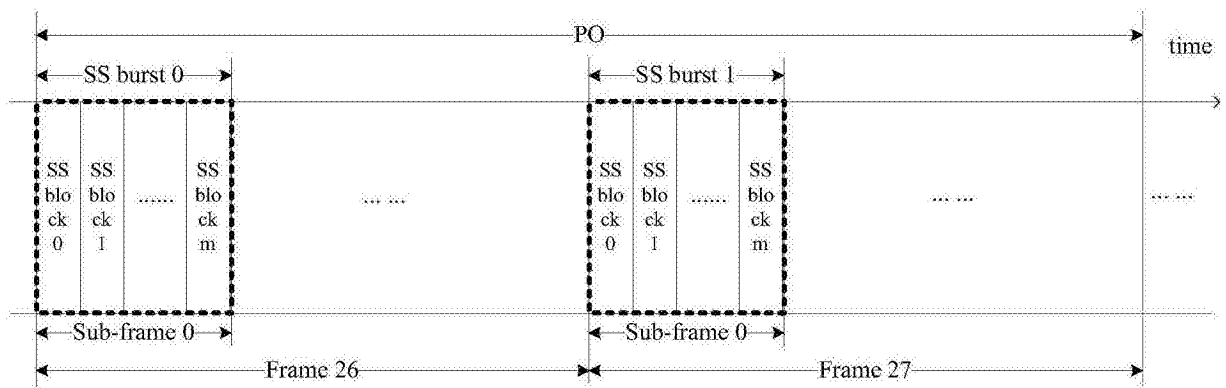 PO
time
SS burst 0
SS burst 1
SS
blo
ck
0
SS
blo
ck
1
......
SS
blo
ck
m
... ...
SS
blo
ck
0
SS
blo
ck
1
......
SS
blo
ck
m
... ...
... ...
Sub-frame 0
Sub-frame 0
Frame 26
Frame 27